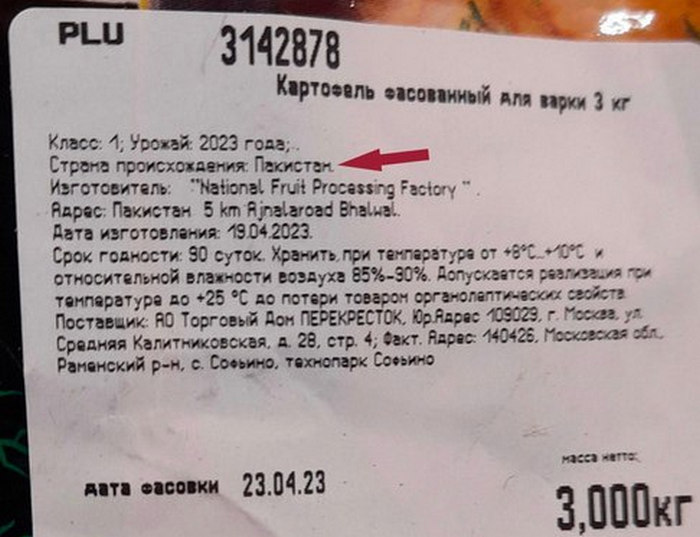 PLU
3142878
Картофель фасованный для варки 3 кг
Класс: 1; Урожай: 2023 года;.
Страна происхождения: Пакистан.
Изготовитель: "National Fruit Processing Factory " .
Адрес: Пакистан 5 km Ajnalaroad Bhalwal.
Дата изготовления: 19.04.2023.
Срок годности: 90 суток. Хранить при температуре от +8°C...+10°C и
относительной влажности воздуха 85%-90%. Допускается реализация при
температуре до +25 °C до потери товаром органолептических свойств.
Поставщик: АО Торговый Дом ПЕРЕКРЕСТОК, Юр.Адрес 109029, г. Москва, ул.
Средняя Калитниковская, д. 28, стр. 4; Факт. Адрес: 140426, Московская обл.,
Раменский р-н, с. Софьино, технопарк Софьино
дата фасовки 23.04.23
масса нетто:
3,000кг